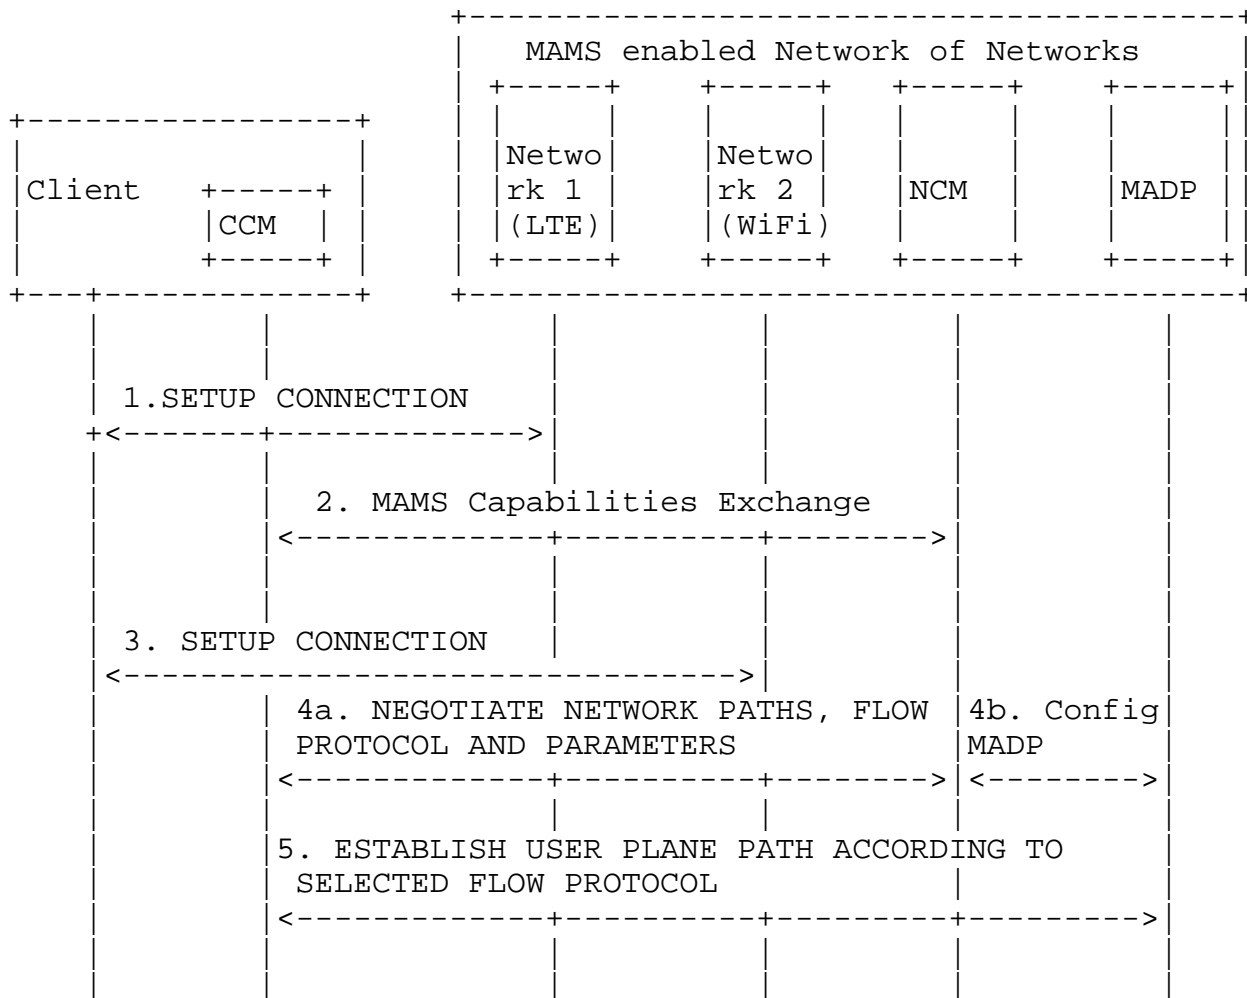 MAMS enabled Network of Networks
Netwo Netwo
Client rk 1 rk 2 NCM MADP
CCM (LTE) (WiFi)
1.SETUP CONNECTION
2. MAMS Capabilities Exchange
3. SETUP CONNECTION
4a. NEGOTIATE NETWORK PATHS, FLOW 4b. Config
PROTOCOL AND PARAMETERS MADP
5. ESTABLISH USER PLANE PATH ACCORDING TO
SELECTED FLOW PROTOCOL